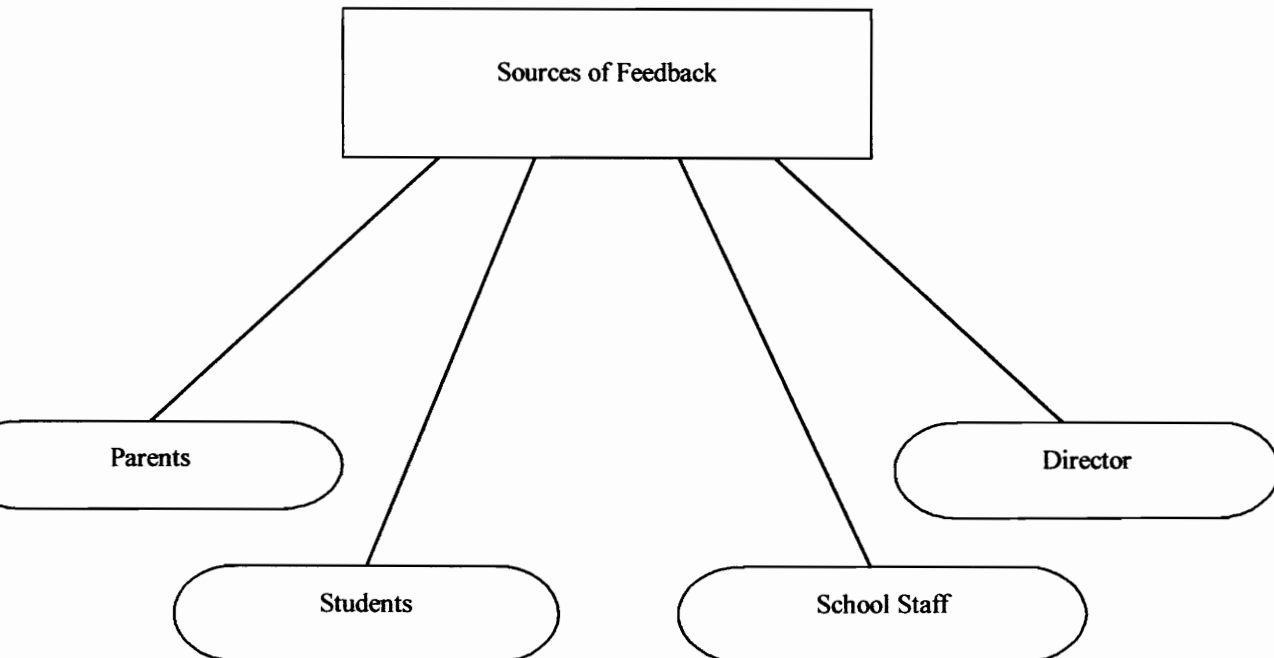 Sources of Feedback
Parents
Director
Students
School Staff